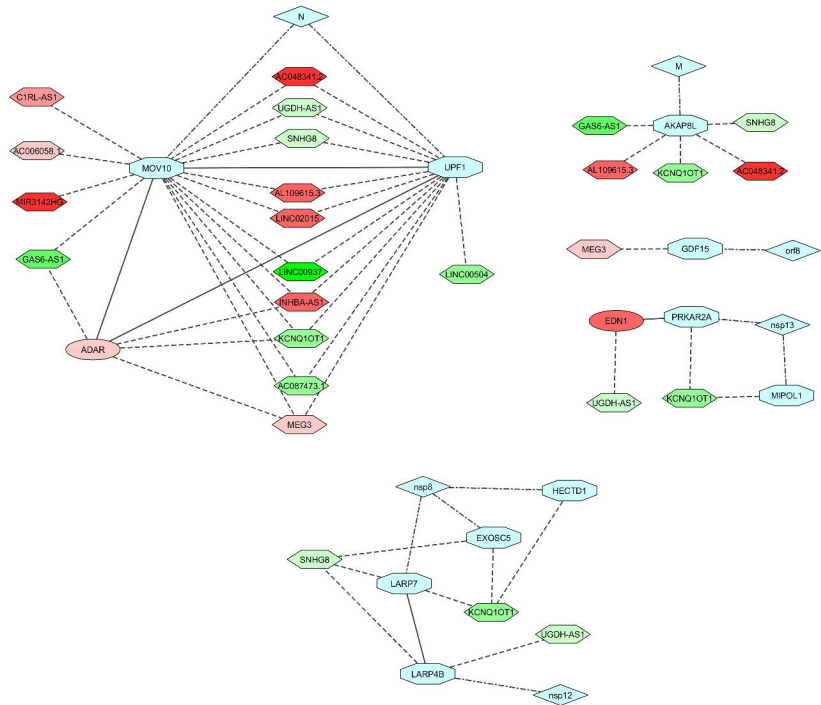 N
AC048341.2
C1RL-AS1
UGDH-AS1
SNHG8
AC006058.1
MOV10
UPF1
AL109615.3
MIR3142HG
LINC02015
GAS6-AS1
LINC00937
LINC00504
INHBA-AS1
KCNQ1OT1
ADAR
AC087473.1
MEG3
M
GAS6-AS1
AKAP8L
SNHG8
AL109615.3
KCNQ1OT1
AC048341.2
MEG3
GDF15
orf8
EDN1
PRKAR2A
nsp13
UGDH-AS1
KCNQ1OT1
MIPOL1
nsp8
HECTD1
EXOSC5
SNHG8
LARP7
KCNQ1OT1
UGDH-AS1
LARP4B
nsp12